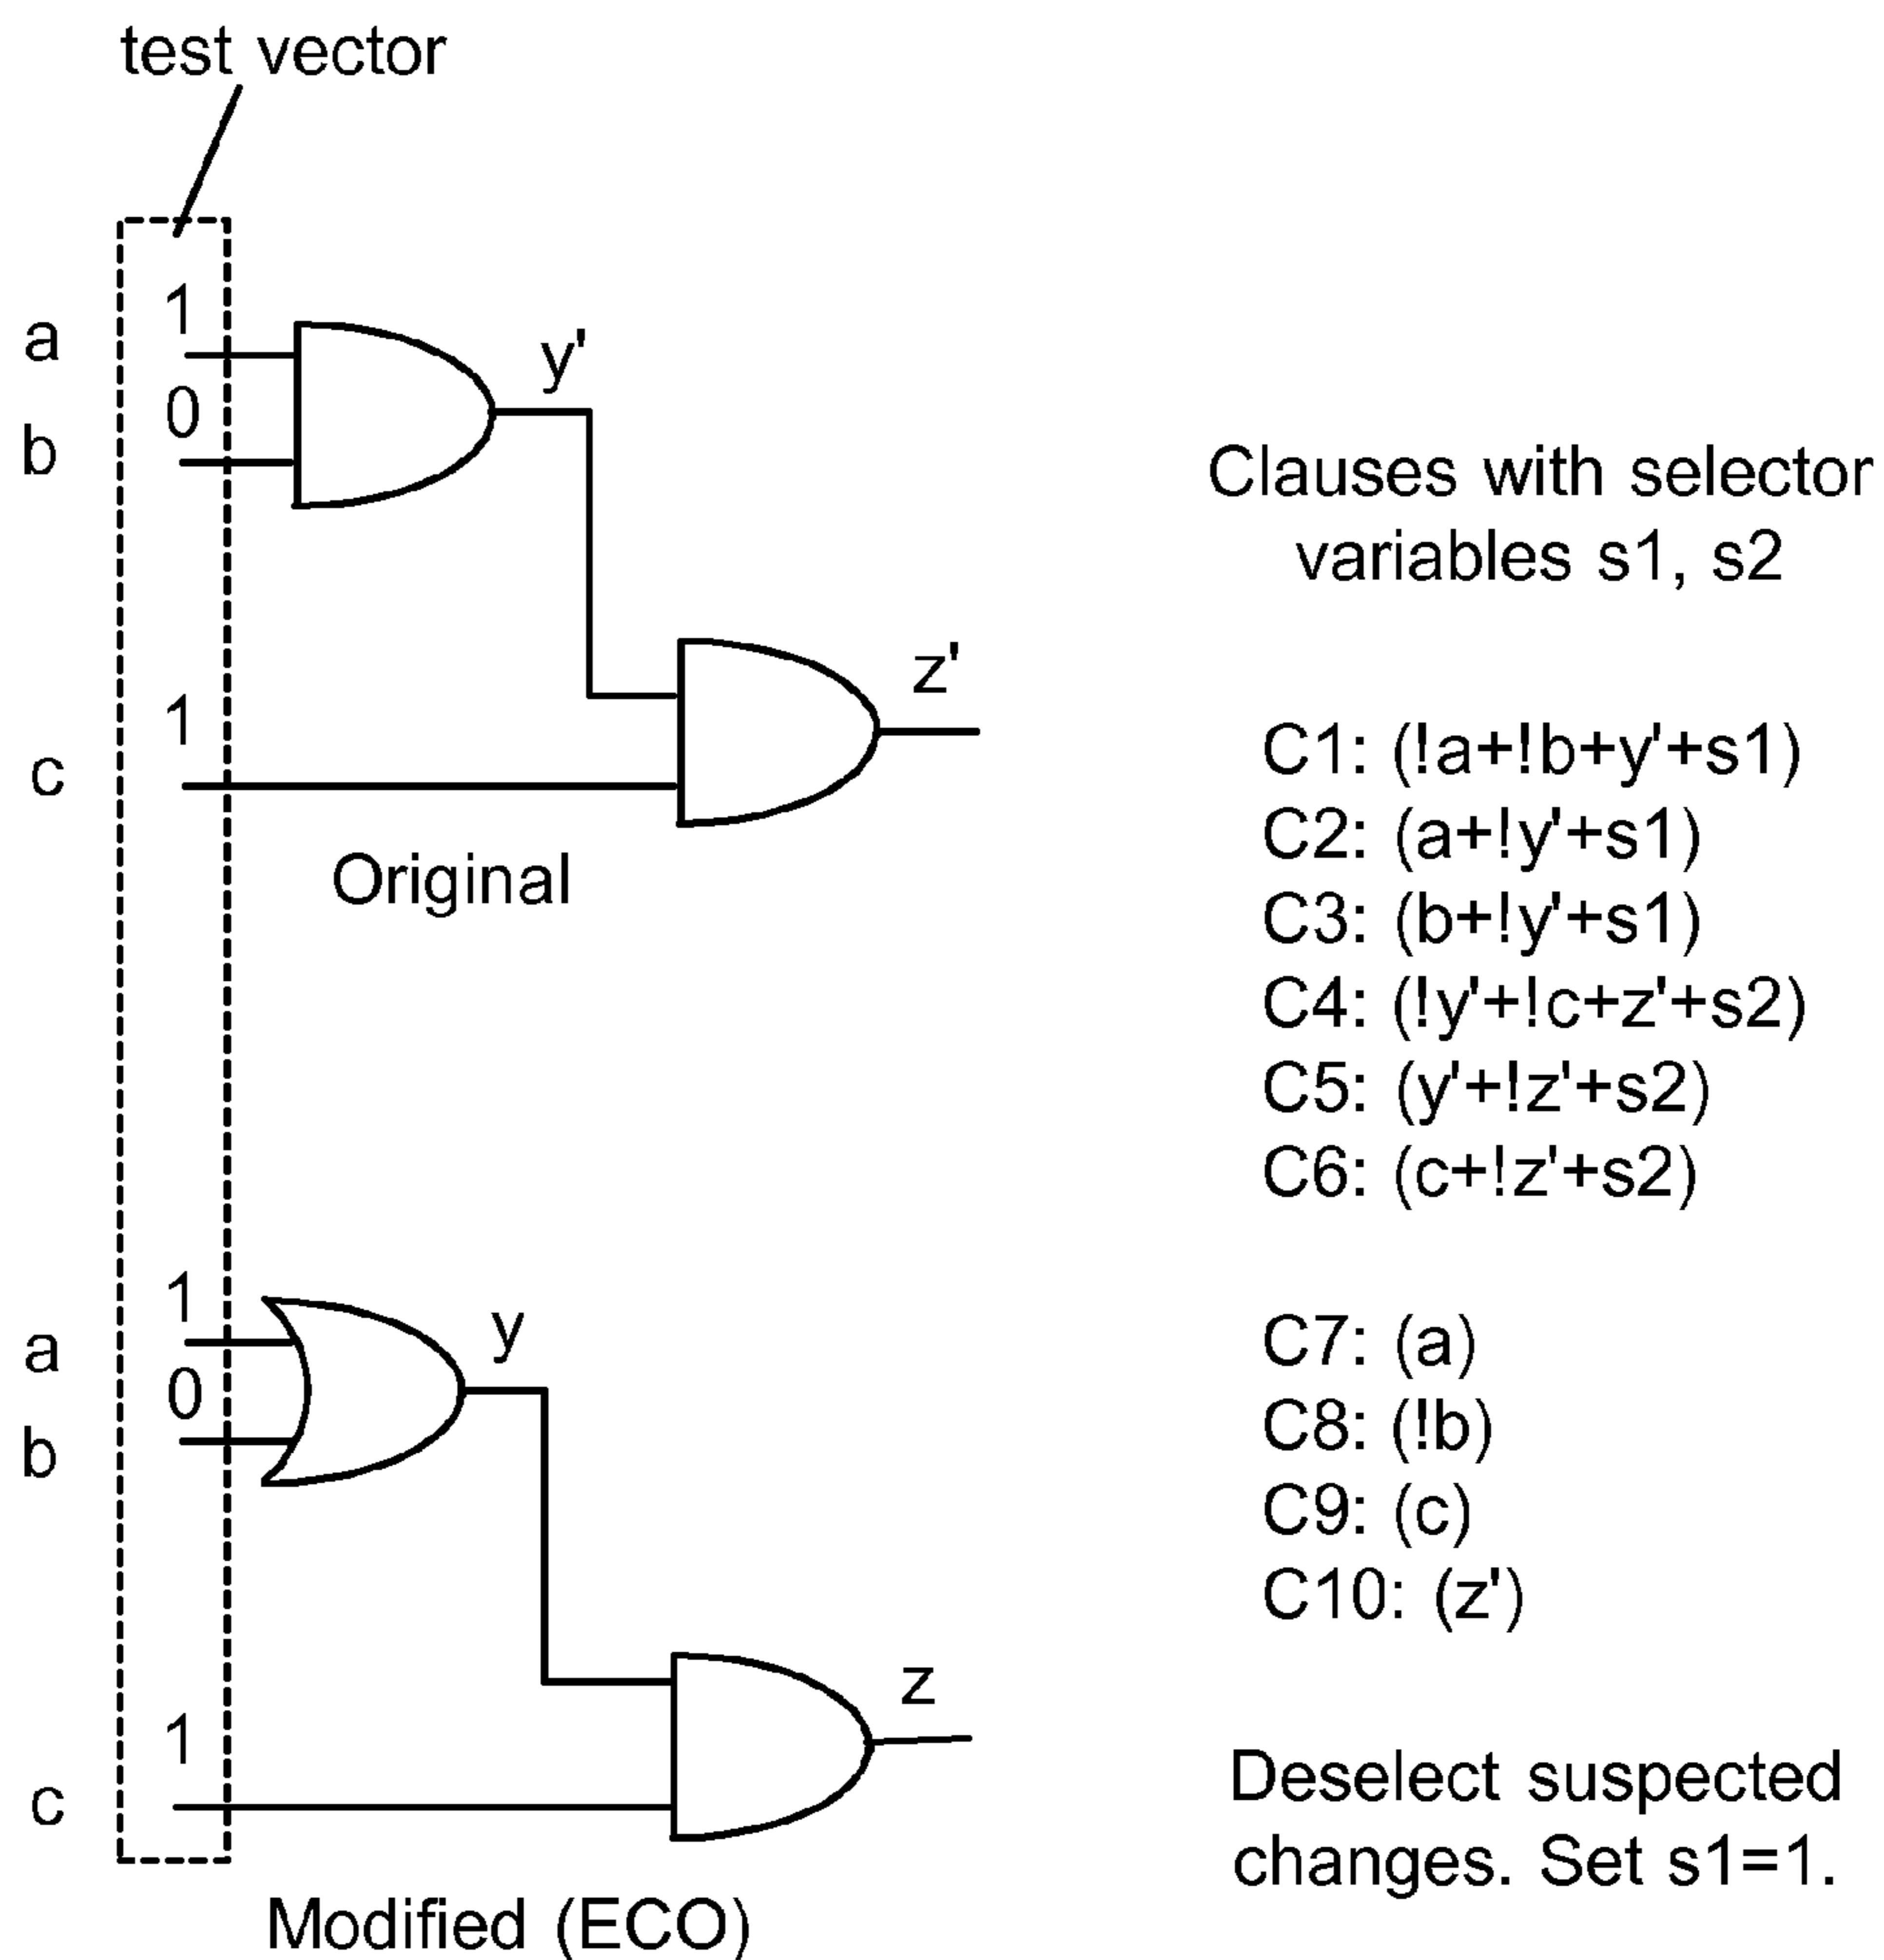 test vector
1
a
0
b
y'
1
c
z'
Original
1
a
0
b
y
1
c
z
Modified (ECO)
Clauses with selector
variables s1, s2
C1: (!a+!b+y'+s1)
C2: (a+!y'+s1)
C3: (b+!y'+s1)
C4: (!y'+!c+z'+s2)
C5: (y'+!z'+s2)
C6: (c+!z'+s2)
C7: (a)
C8: (!b)
C9: (c)
C10: (z')
Deselect suspected
changes. Set s1=1.